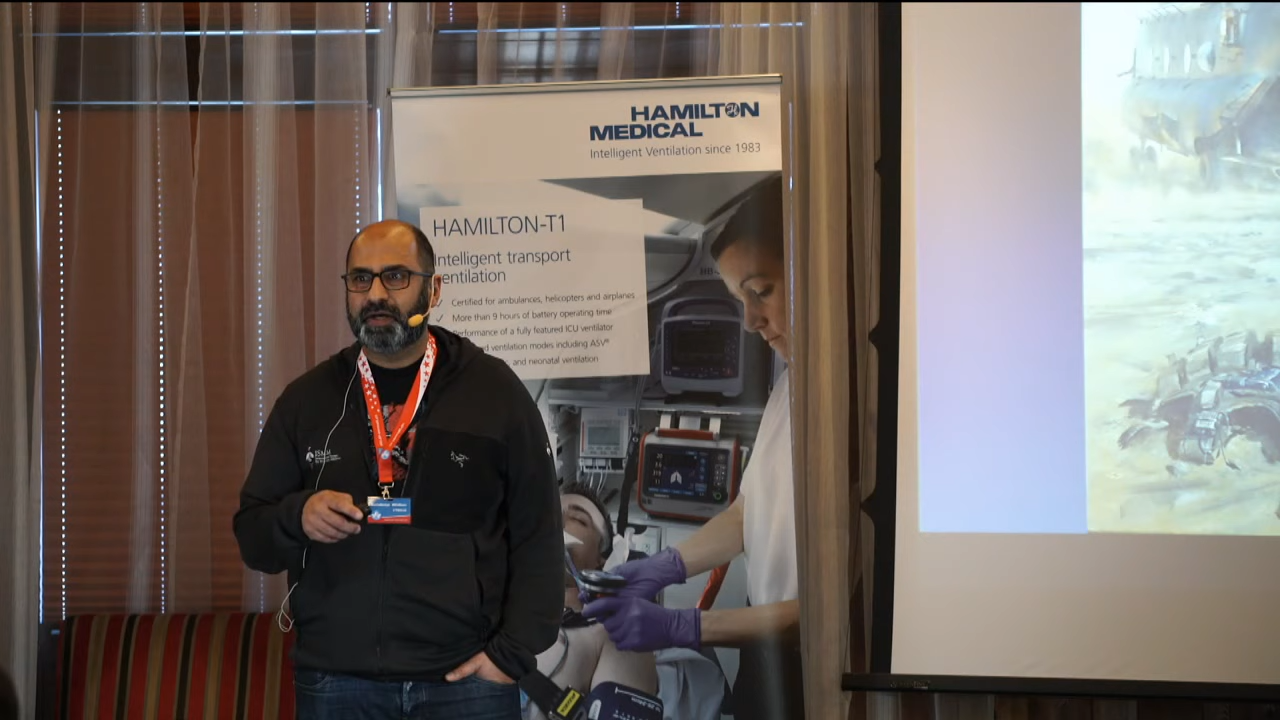 HAMILTON
MEDICAL
Intelligent Ventilation since 1983
HAMILTON-T1
Intelligent transport
ventilation
✓ Certified for ambulances, helicopters and airplanes
✓ More than 9 hours of battery operating time
Performance of a fully featured ICU ventilator
ventilation modes including ASV®
and neonatal ventilation